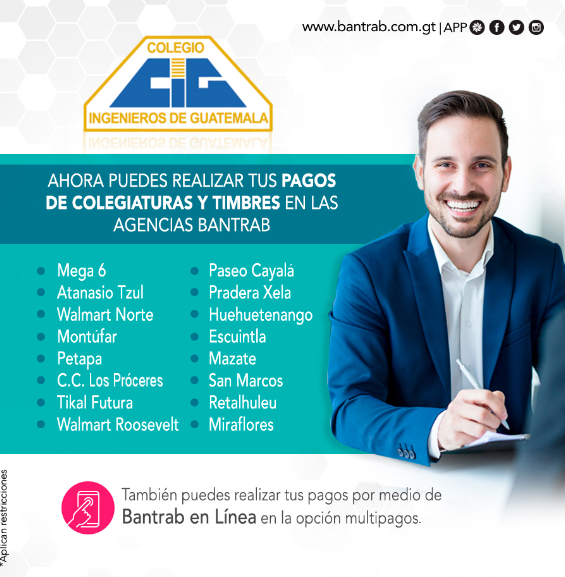 www.bantrab.com.gt | APP
COLEGIO
CIG
INGENIEROS DE GUATEMALA
AHORA PUEDES REALIZAR TUS PAGOS
DE COLEGIATURAS Y TIMBRES EN LAS
AGENCIAS BANTRAB
• Mega 6
• Atanasio Tzul
• Walmart Norte
• Montúfar
• Petapa
• C.C. Los Próceres
• Tikal Futura
• Walmart Roosevelt
• Paseo Cayalá
• Pradera Xela
• Huehuetenango
• Escuintla
• Mazate
• San Marcos
• Retalhuleu
• Miraflores
También puedes realizar tus pagos por medio de
Bantrab en Línea en la opción multipagos.
*Aplican restricciones